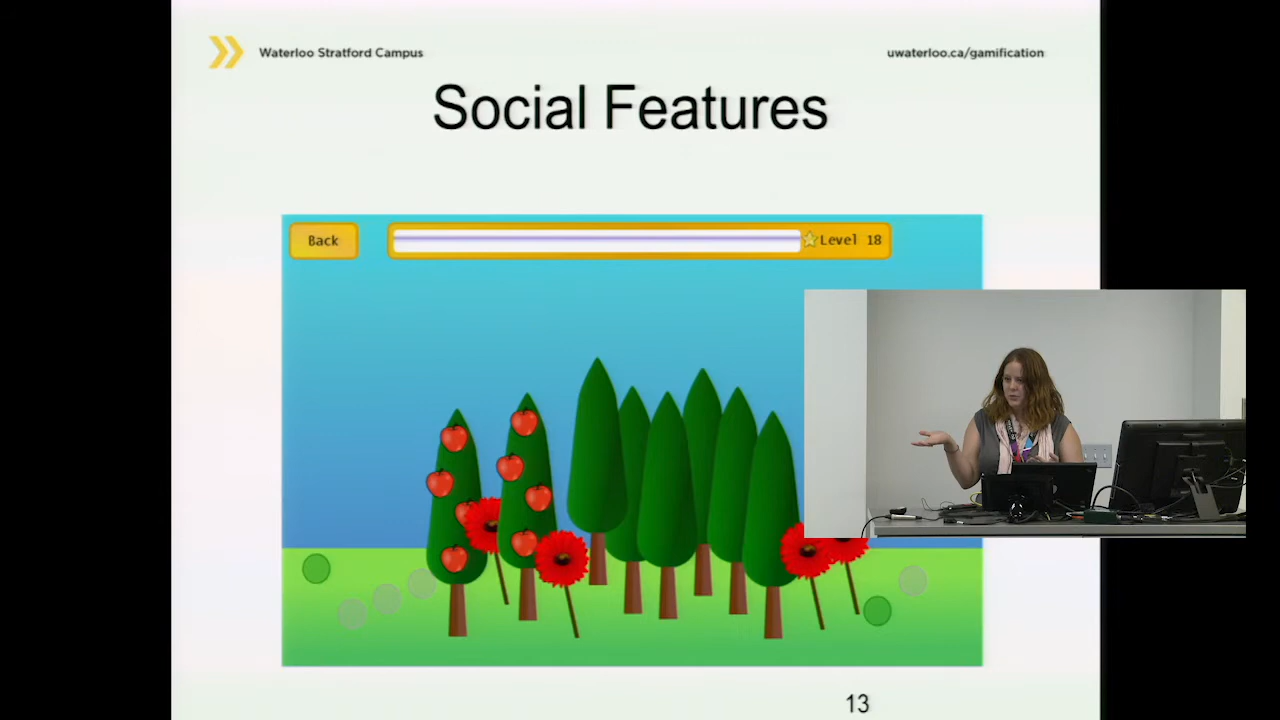 Waterloo Stratford Campus
uwaterloo.ca/gamification
Social Features
Back
Level 18
13